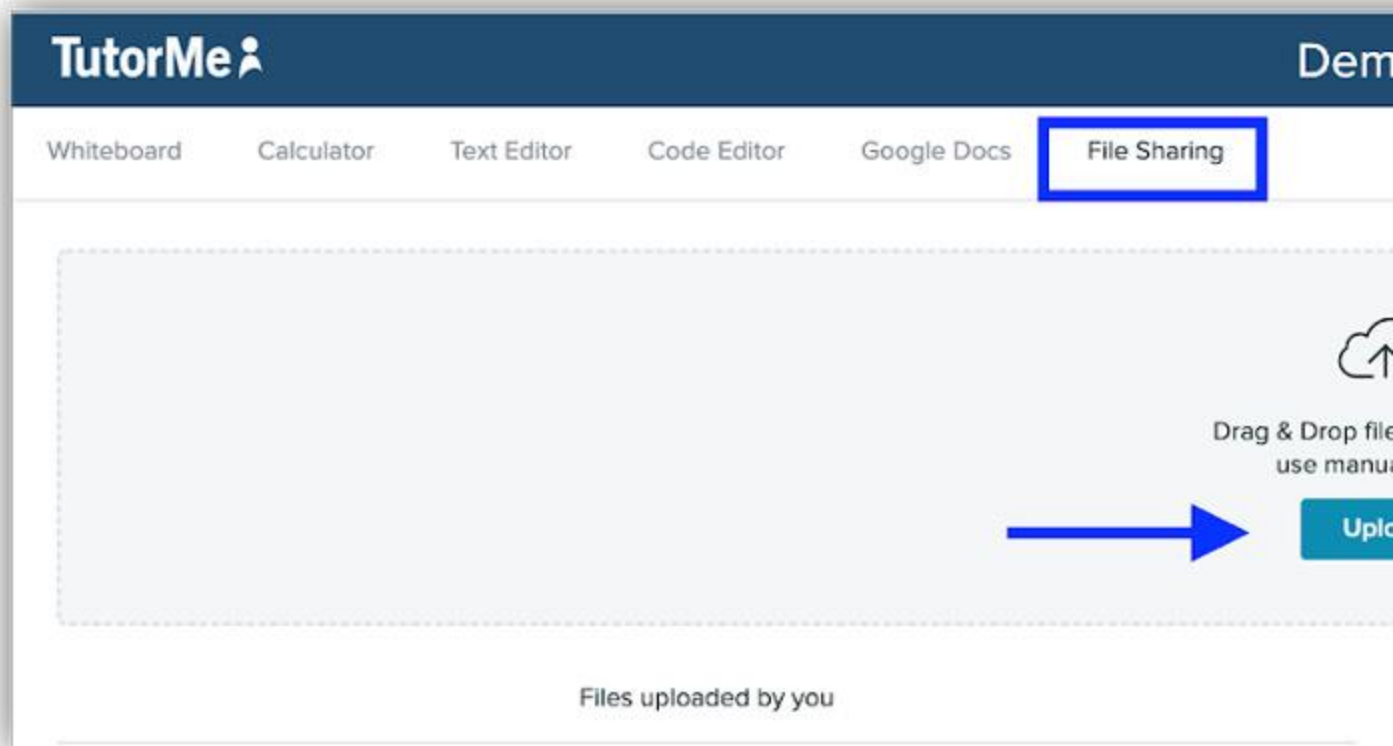 TutorMe
Dem
Whiteboard Calculator Text Editor Code Editor Google Docs File Sharing
Drag & Drop file
use manua
Uplo
Files uploaded by you